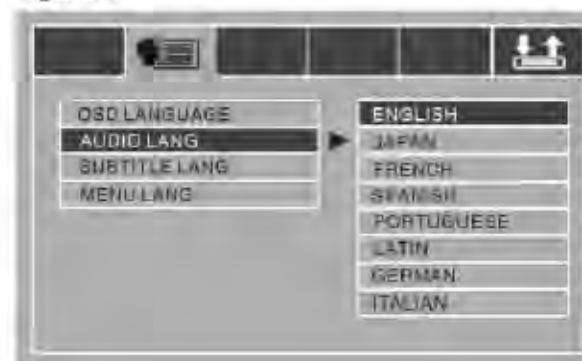 OSD LANGUAGE
AUDIO LANG
SUBTITLE LANG
MENU LANG
ENGLISH
JAPAN
FRENCH
SPANISH
PORTUGUESE
LATIN
GERMAN
ITALIAN